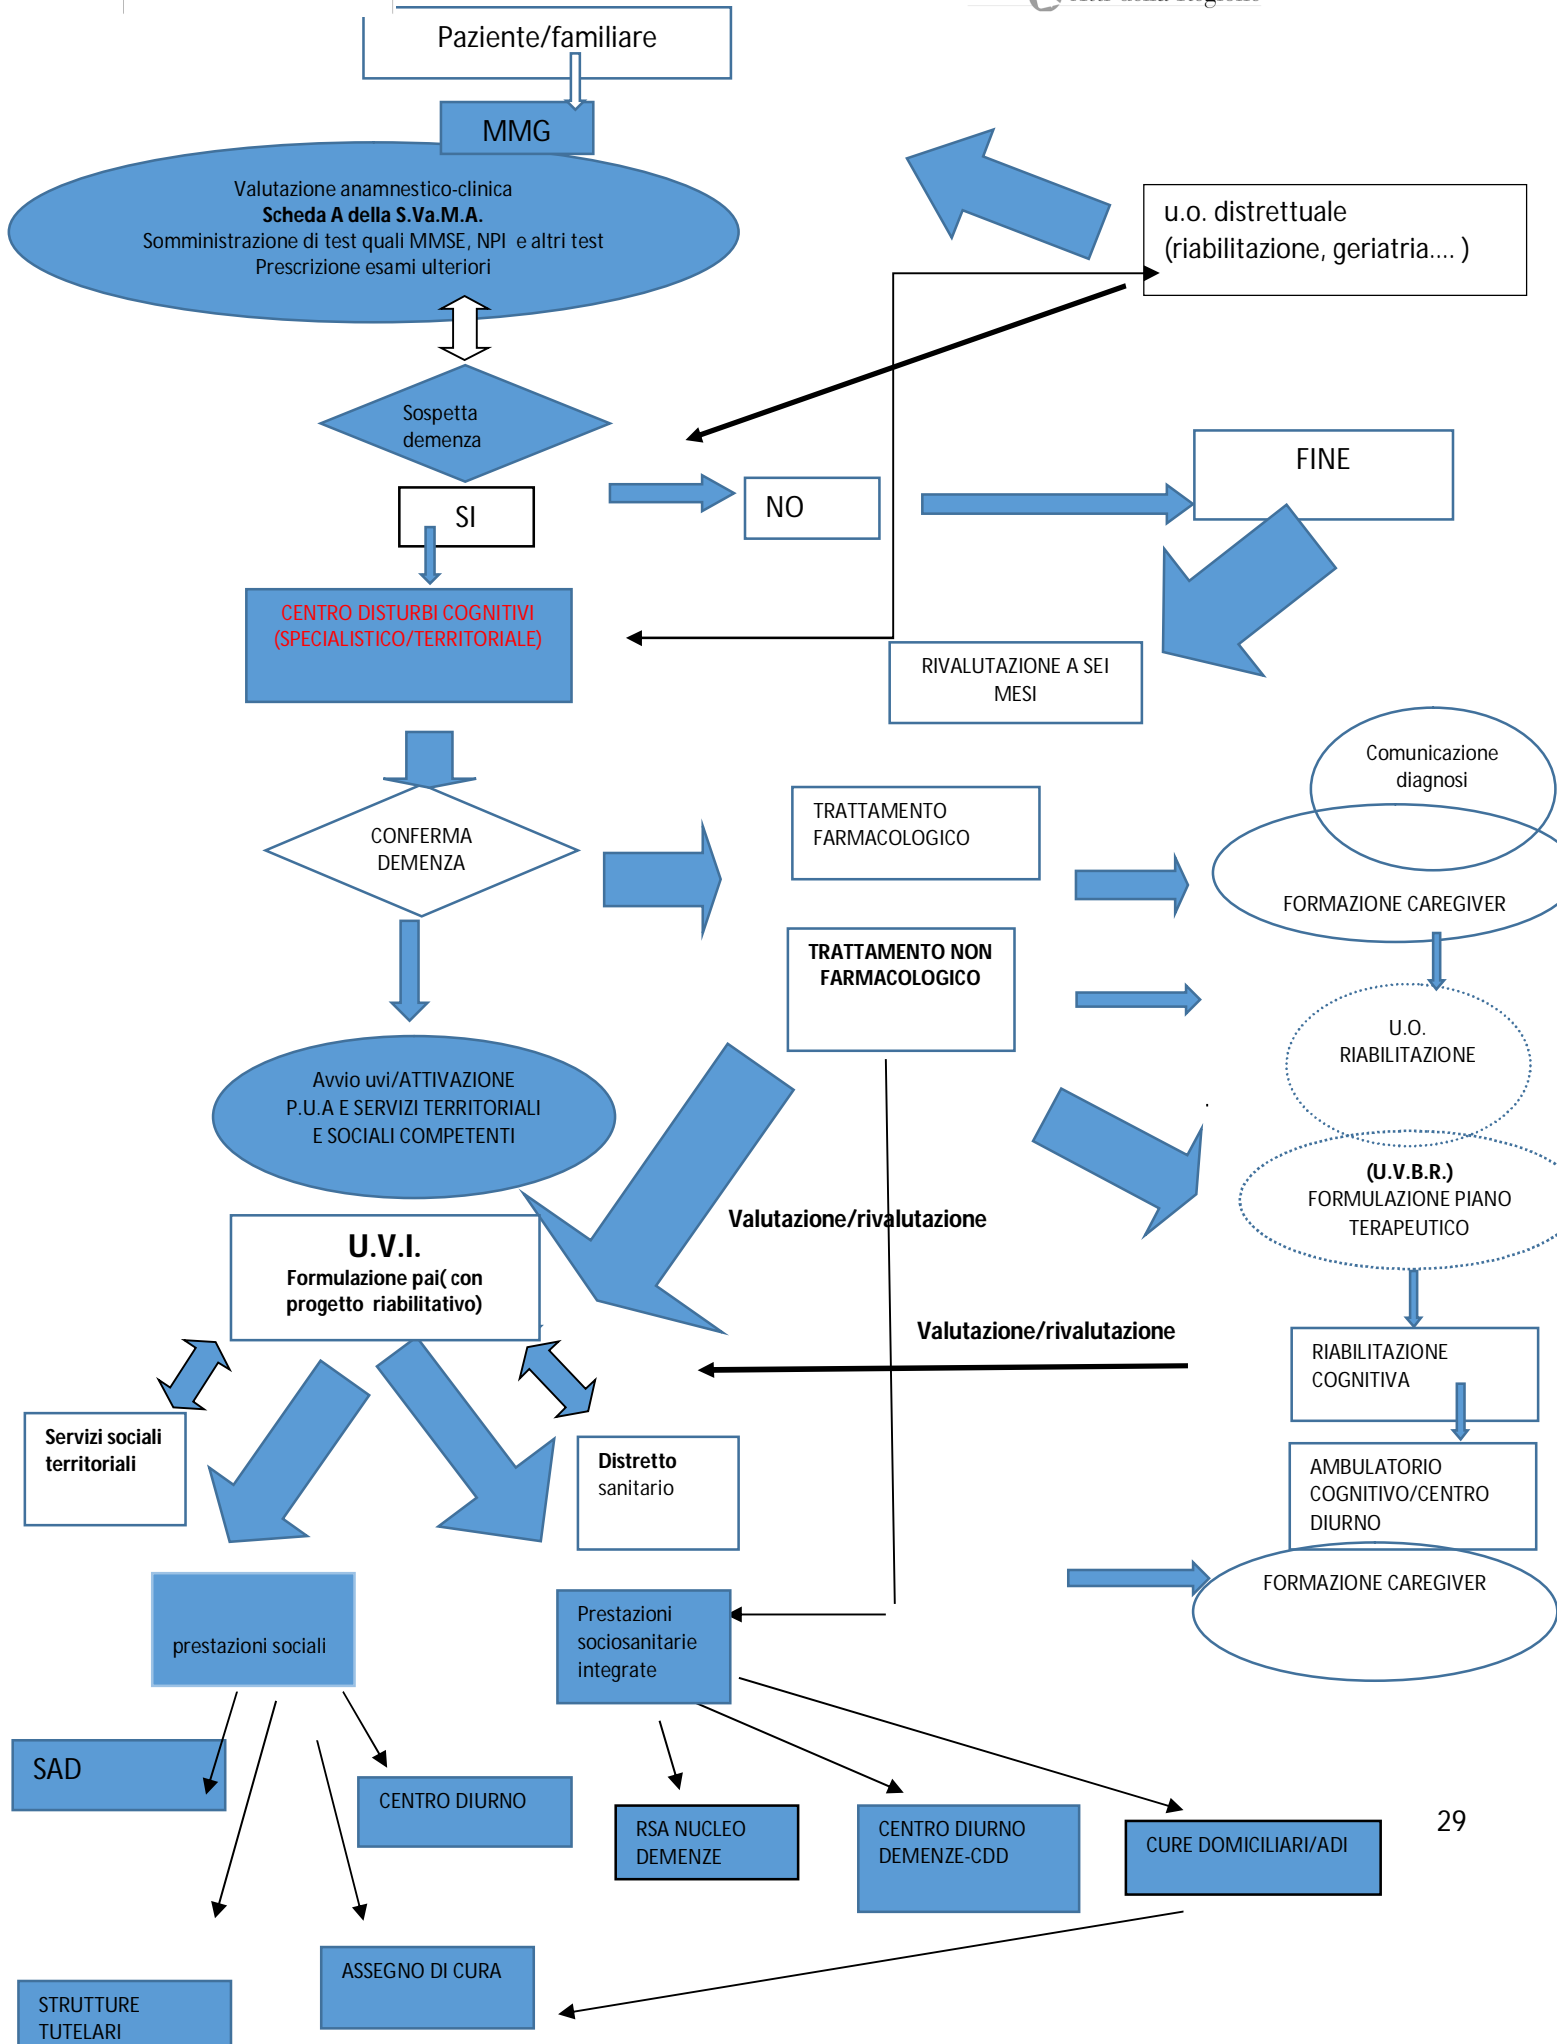 Paziente/familiare
MMG
Valutazione anamnestico-clinica
Scheda A della S.Va.M.A.
Somministrazione di test quali MMSE, NPI e altri test
Prescrizione esami ulteriori
u.o. distrettuale
(riabilitazione, geriatria.... )
Sospetta
demenza
SI
NO
FINE
CENTRO DISTURBI COGNITIVI
(SPECIALISTICO/TERRITORIALE)
RIVALUTAZIONE A SEI
MESI
Comunicazione
diagnosi
FORMAZIONE CAREGIVER
CONFERMA
DEMENZA
TRATTAMENTO
FARMACOLOGICO
TRATTAMENTO NON
FARMACOLOGICO
U.O.
RIABILITAZIONE
Avvio uvi/ATTIVAZIONE
P.U.A E SERVIZI TERRITORIALI
E SOCIALI COMPETENTI
(U.V.B.R.)
FORMULAZIONE PIANO
TERAPEUTICO
Valutazione/rivalutazione
U.V.I.
Formulazione pai( con
progetto riabilitativo)
Valutazione/rivalutazione
RIABILITAZIONE
COGNITIVA
Servizi sociali
territoriali
Distretto
sanitario
AMBULATORIO
COGNITIVO/CENTRO
DIURNO
FORMAZIONE CAREGIVER
prestazioni sociali
Prestazioni
sociosanitarie
integrate
SAD
CENTRO DIURNO
RSA NUCLEO
DEMENZE
CENTRO DIURNO
DEMENZE-CDD
CURE DOMICILIARI/ADI
29
ASSEGNO DI CURA
STRUTTURE
TUTELARI